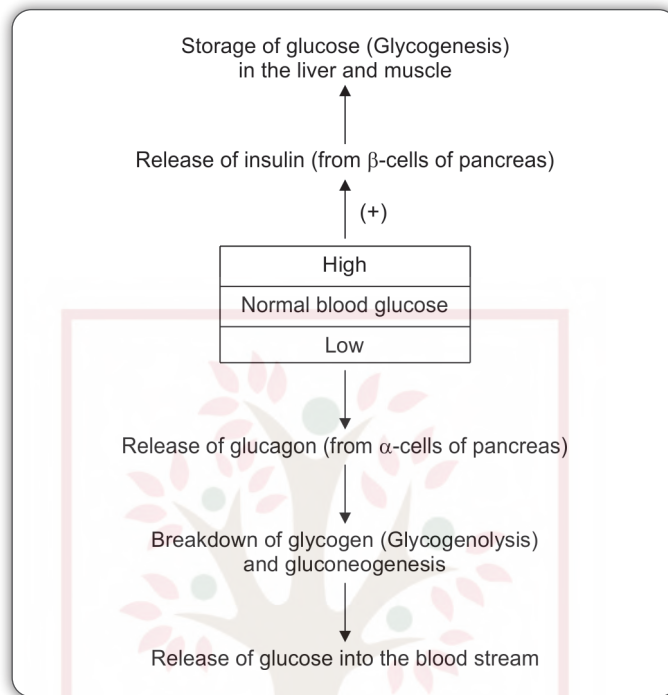 Storage of glucose (Glycogenesis)
in the liver and muscle
Release of insulin (from β-cells of pancreas)
(+)
High
Normal blood glucose
Low
Release of glucagon (from α-cells of pancreas)
Breakdown of glycogen (Glycogenolysis)
and gluconeogenesis
Release of glucose into the blood stream